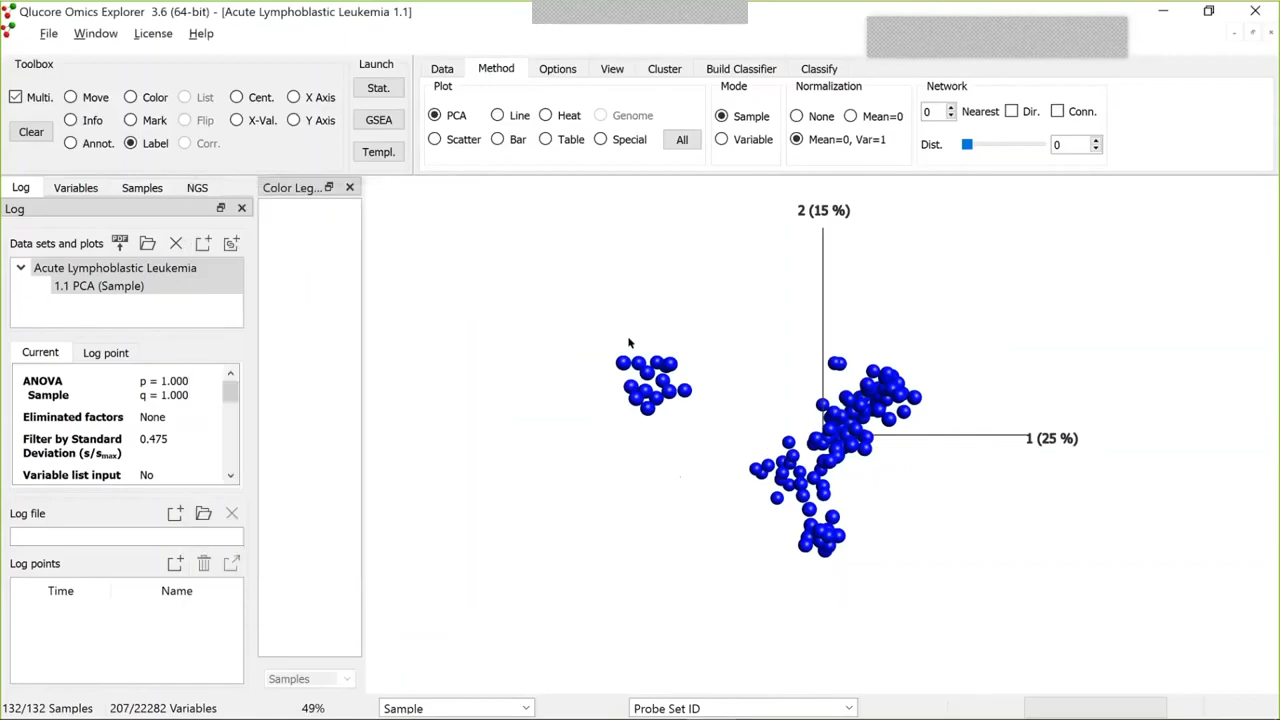 Qlucore Omics Explorer 3.6 (64-bit) - [Acute Lymphoblastic Leukemia 1.1]
File Window License Help
Toolbox
Launch
Multi. Move Color List Cent. X Axis
Info Mark Flip X-Val. Y Axis
Clear
Annot. Label Corr.
Stat.
GSEA
Templ.
Data Method Options View Cluster Build Classifier Classify
Plot
PCA Line Heat Genome
Scatter Bar Table Special All
Mode
Sample
Variable
Normalization
None Mean=0
Mean=0, Var=1
Network
0 Nearest Dir. Conn.
Dist. 0
Log Variables Samples NGS
Log
Color Leg...
Data sets and plots PDF
Acute Lymphoblastic Leukemia
1.1 PCA (Sample)
Current Log point
ANOVA p = 1.000
Sample q = 1.000
Eliminated factors None
Filter by Standard 0.475
Deviation (s/sₘₐₓ)
Variable list input No
Log file
Log points
Time Name
Samples
2 (15 %)
1 (25 %)
132/132 Samples 207/22282 Variables 49% Sample Probe Set ID